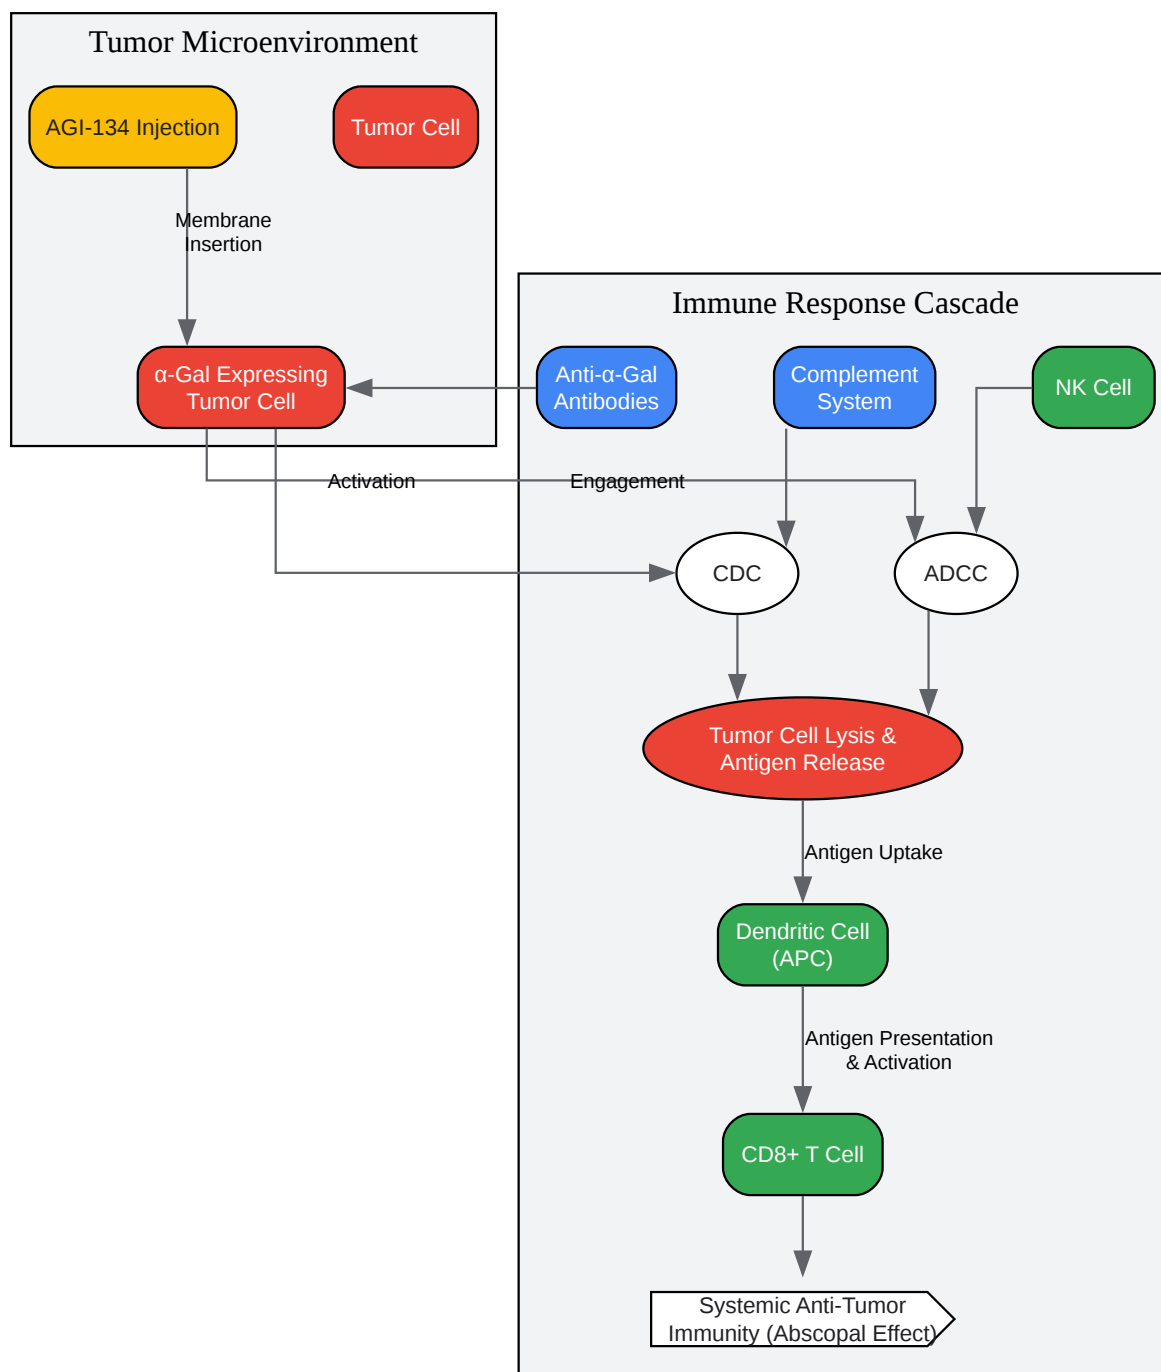 Tumor Microenvironment
AGI-134 Injection
Tumor Cell
Membrane
Insertion
Immune Response Cascade
α-Gal Expressing
Tumor Cell
Anti-α-Gal
Antibodies
Complement
System
NK Cell
Activation
Engagement
CDC
ADCC
Tumor Cell Lysis &
Antigen Release
Antigen Uptake
Dendritic Cell
(APC)
Antigen Presentation
& Activation
CD8+ T Cell
Systemic Anti-Tumor
Immunity (Abscopal Effect)